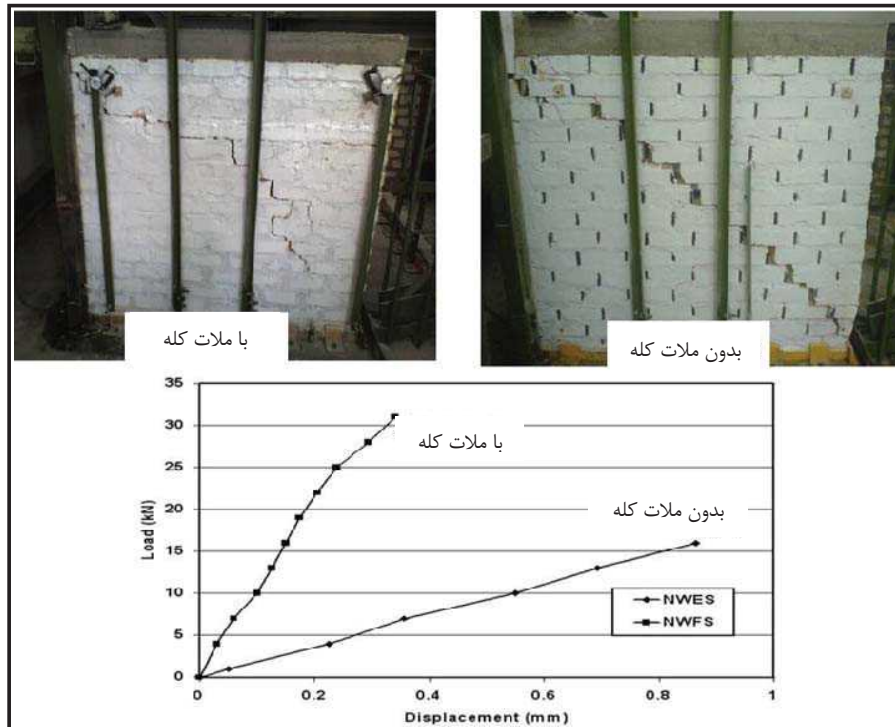 با ملات کله
بدون ملات کله
35
30
25
20
15
10
5
0
Load (kN)
با ملات کله
بدون ملات کله
NWES
NWFS
0 0.2 0.4 0.6 0.8 1
Displacement (mm)